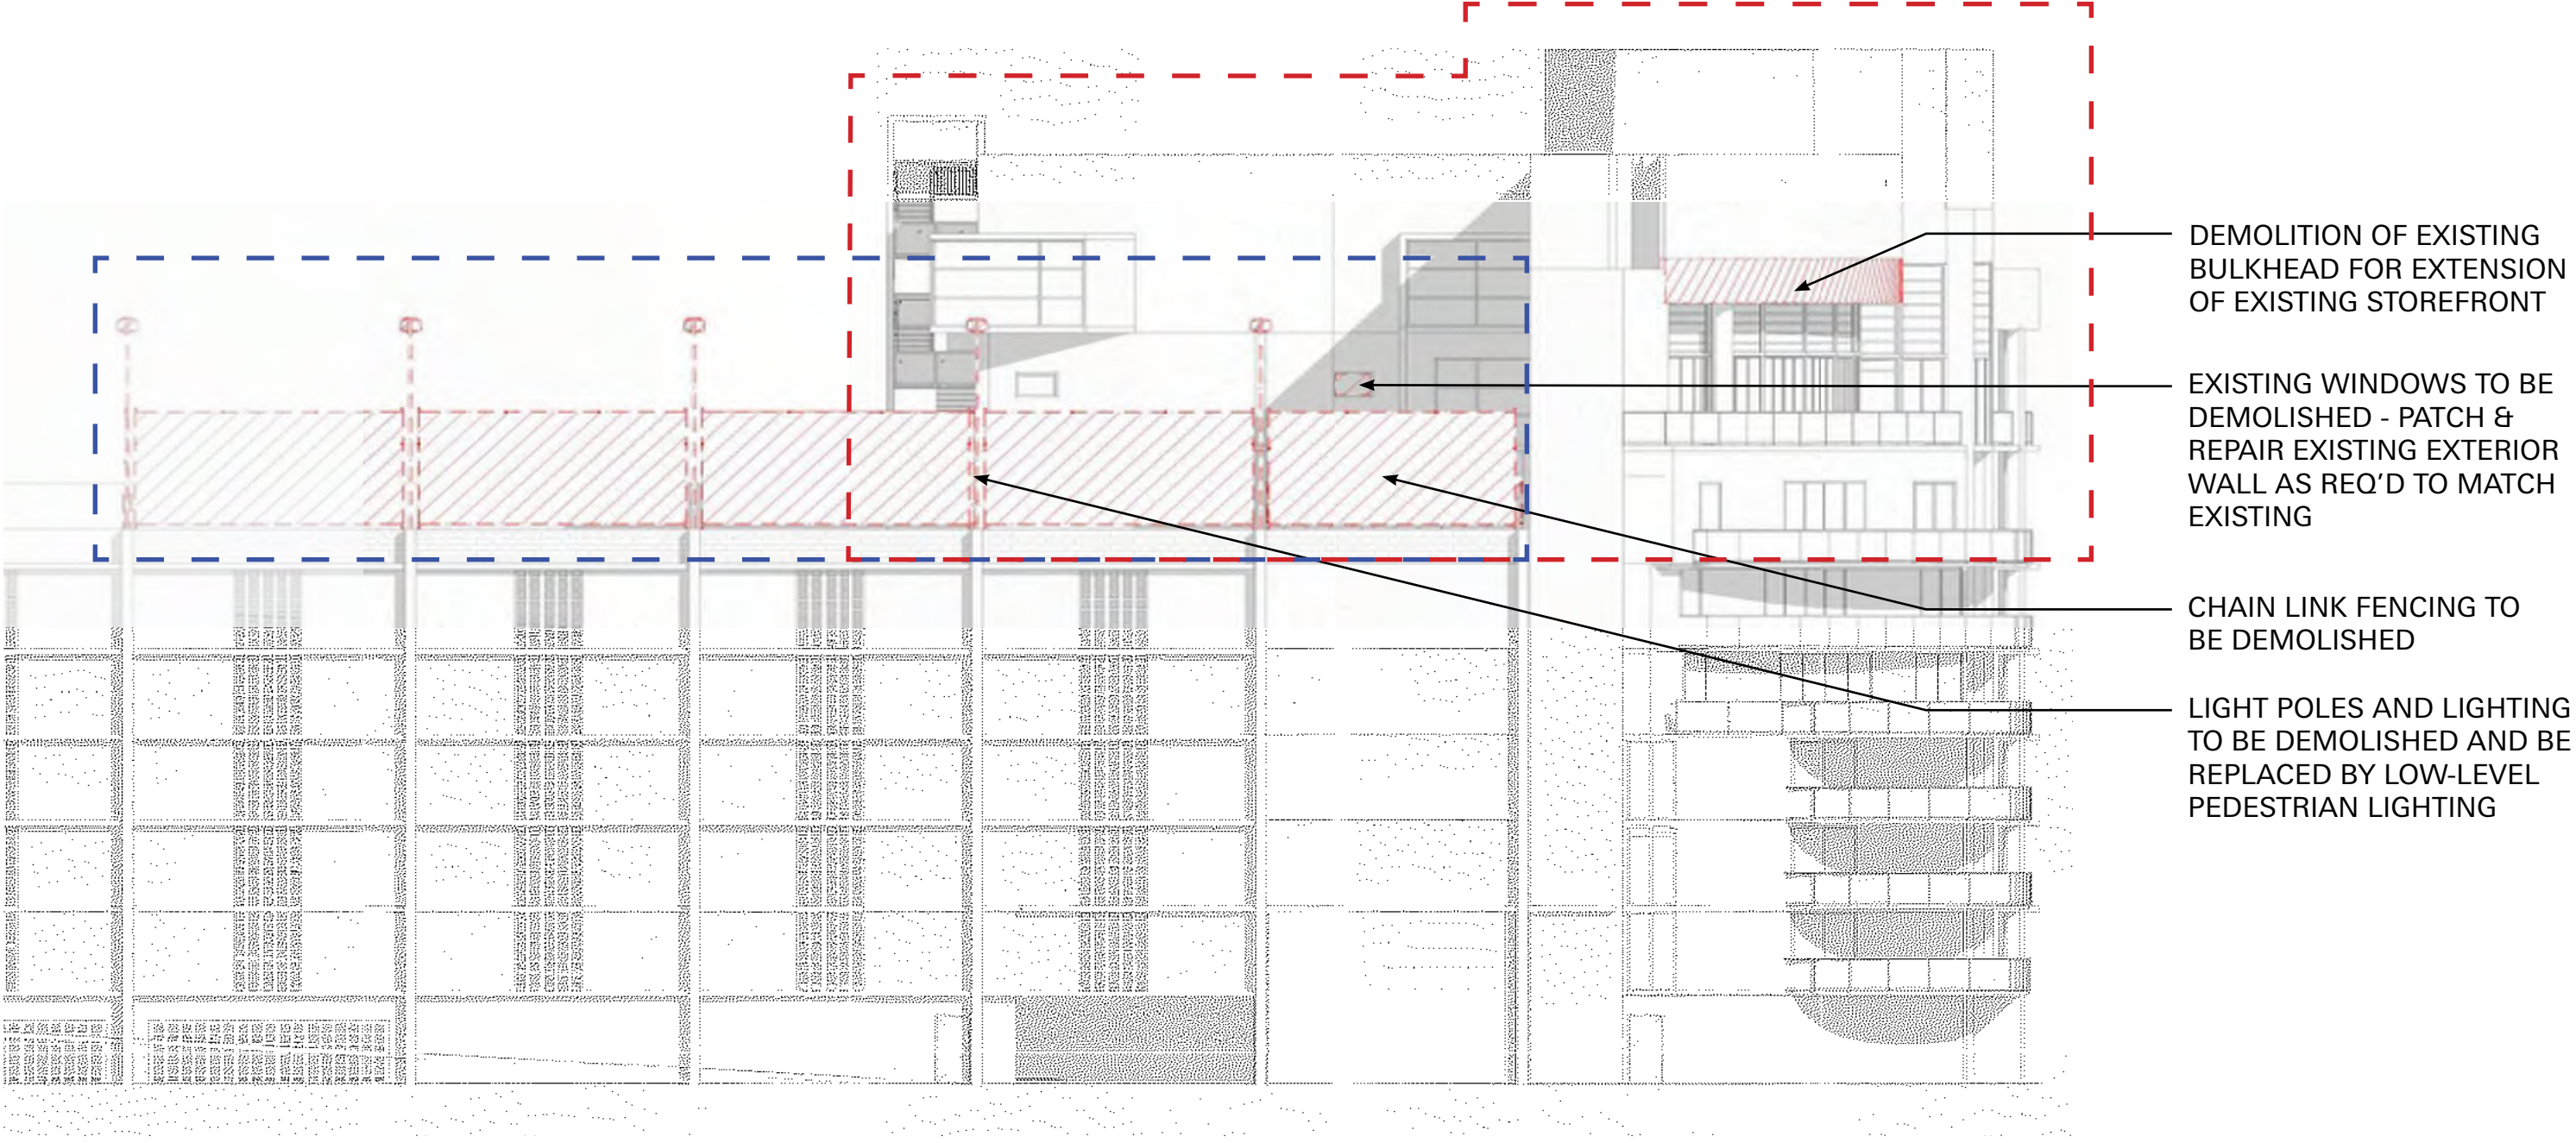 DEMOLITION OF EXISTING
BULKHEAD FOR EXTENSION
OF EXISTING STOREFRONT
EXISTING WINDOWS TO BE
DEMOLISHED - PATCH &
REPAIR EXISTING EXTERIOR
WALL AS REQ'D TO MATCH
EXISTING
CHAIN LINK FENCING TO
BE DEMOLISHED
LIGHT POLES AND LIGHTING
TO BE DEMOLISHED AND BE
REPLACED BY LOW-LEVEL
PEDESTRIAN LIGHTING